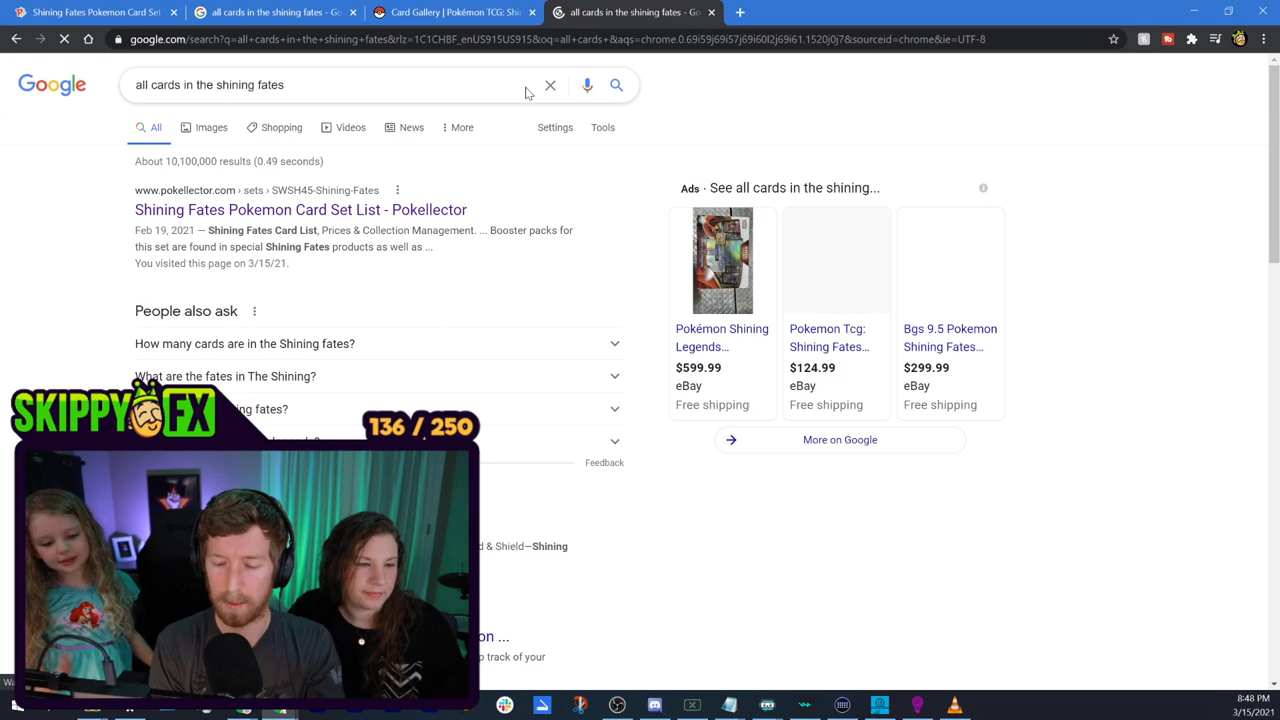 Shining Fates Pokemon Card Set
all cards in the shining fates - Go
Card Gallery | Pokémon TCG: Shi
all cards in the shining fates - Go
google.com/search?q=all+cards+in+the+shining+fates&rlz=1C1CHBF_enUS915US915&oq=all+cards+&aqs=chrome.0.69i59j69i57j69i60l2j69i61.1520j0j7&sourceid=chrome&ie=UTF-8
Google
all cards in the shining fates
All Images Shopping Videos News More Settings Tools
About 10,100,000 results (0.49 seconds)
www.pokellector.com › sets › SWSH45-Shining-Fates
Shining Fates Pokemon Card Set List - Pokellector
Feb 19, 2021 — Shining Fates Card List, Prices & Collection Management. ... Booster packs for
this set are found in special Shining Fates products as well as ...
You visited this page on 3/15/21.
People also ask
How many cards are in the Shining fates?
What are the fates in The Shining?
fates?
Feedback
d & Shield—Shining
on ...
p track of your
Ads · See all cards in the shining...
Pokémon Shining
Legends...
$599.99
eBay
Free shipping
Pokemon Tcg:
Shining Fates...
$124.99
eBay
Free shipping
Bgs 9.5 Pokemon
Shining Fates...
$299.99
eBay
Free shipping
More on Google
SKIPPY FX
136 / 250
8:48 PM
3/15/2021